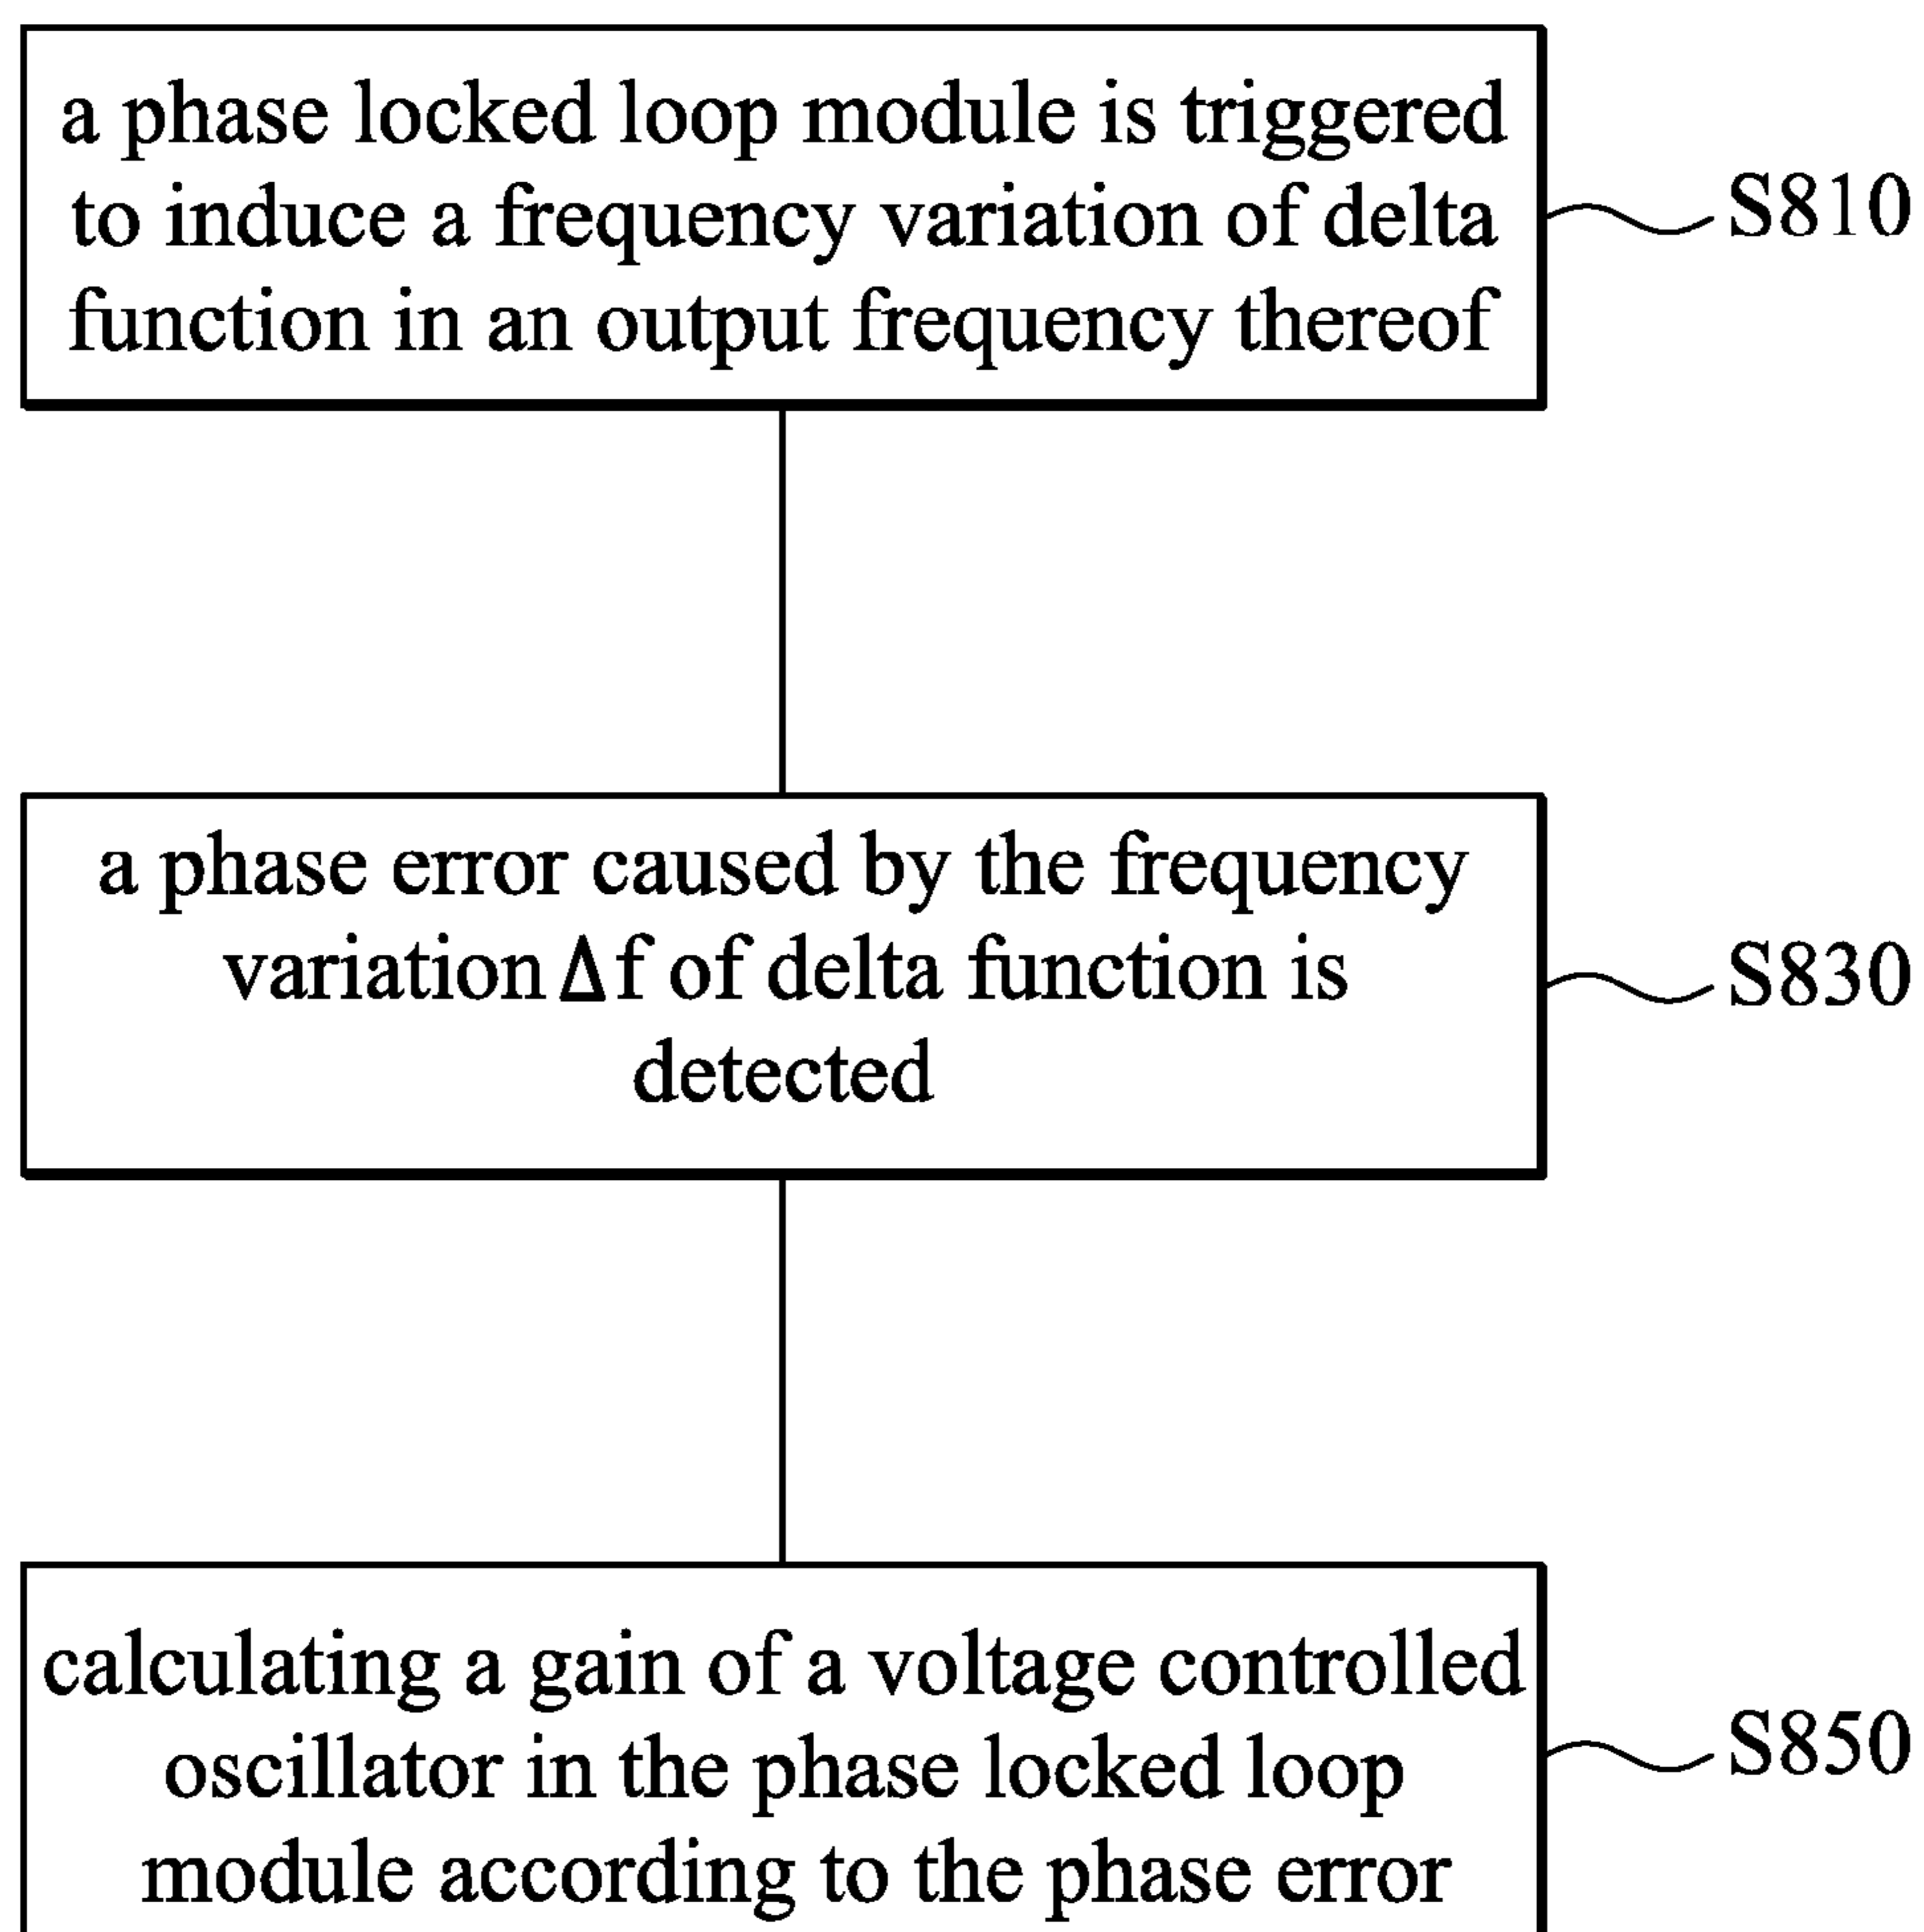 a phase locked loop module is triggered
to induce a frequency variation of delta
function in an output frequency thereof
S810
a phase error caused by the frequency
variation Δf of delta function is
detected
S830
calculating a gain of a voltage controlled
oscillator in the phase locked loop
module according to the phase error
S850